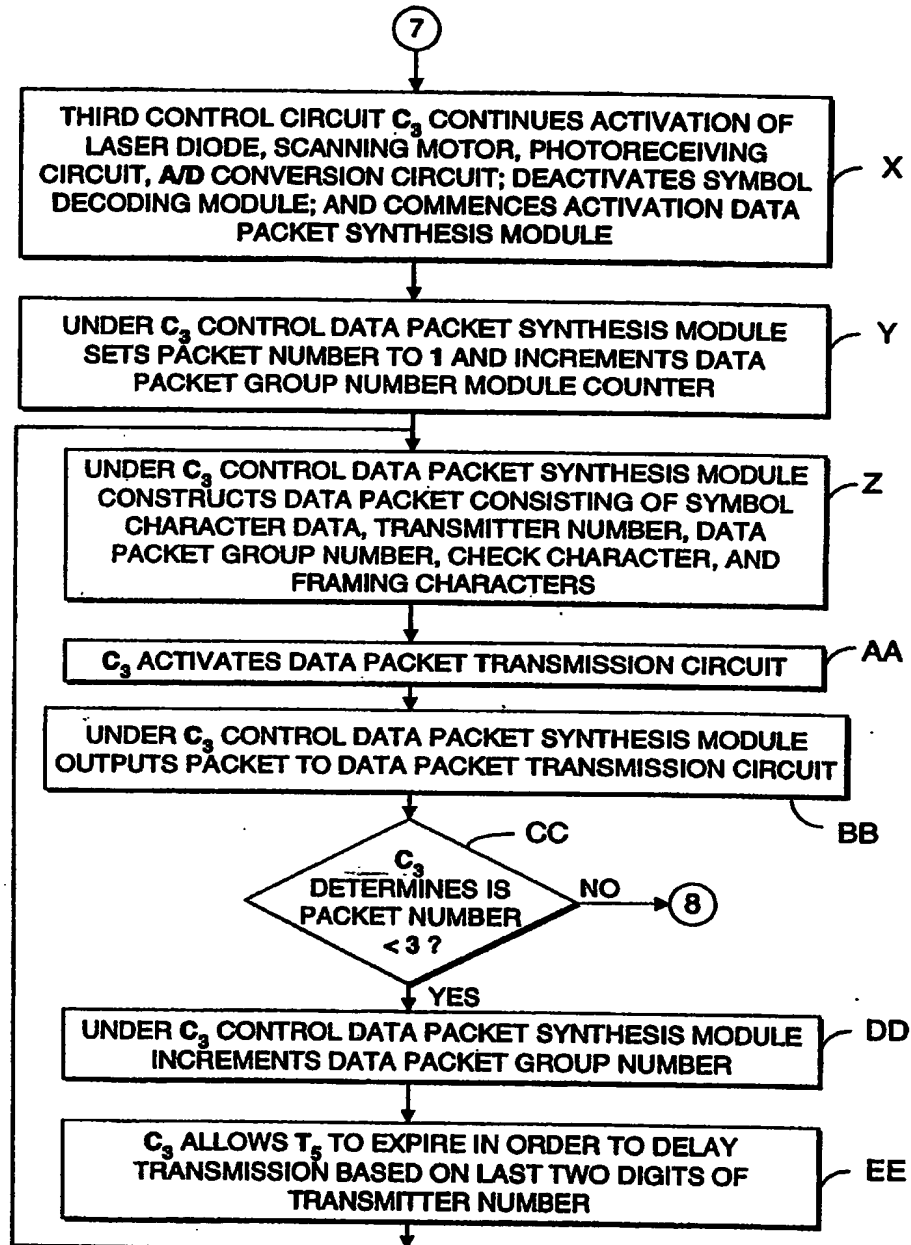 7
THIRD CONTROL CIRCUIT C3 CONTINUES ACTIVATION OF
LASER DIODE, SCANNING MOTOR, PHOTORECEIVING
CIRCUIT, A/D CONVERSION CIRCUIT; DEACTIVATES SYMBOL
DECODING MODULE; AND COMMENCES ACTIVATION DATA
PACKET SYNTHESIS MODULE
X
UNDER C3 CONTROL DATA PACKET SYNTHESIS MODULE
SETS PACKET NUMBER TO 1 AND INCREMENTS DATA
PACKET GROUP NUMBER MODULE COUNTER
Y
UNDER C3 CONTROL DATA PACKET SYNTHESIS MODULE
CONSTRUCTS DATA PACKET CONSISTING OF SYMBOL
CHARACTER DATA, TRANSMITTER NUMBER, DATA
PACKET GROUP NUMBER, CHECK CHARACTER, AND
FRAMING CHARACTERS
Z
C3 ACTIVATES DATA PACKET TRANSMISSION CIRCUIT
AA
UNDER C3 CONTROL DATA PACKET SYNTHESIS MODULE
OUTPUTS PACKET TO DATA PACKET TRANSMISSION CIRCUIT
BB
CC
C3
DETERMINES IS
PACKET NUMBER
< 3 ?
NO
8
YES
UNDER C3 CONTROL DATA PACKET SYNTHESIS MODULE
INCREMENTS DATA PACKET GROUP NUMBER
DD
C3 ALLOWS T5 TO EXPIRE IN ORDER TO DELAY
TRANSMISSION BASED ON LAST TWO DIGITS OF
TRANSMITTER NUMBER
EE